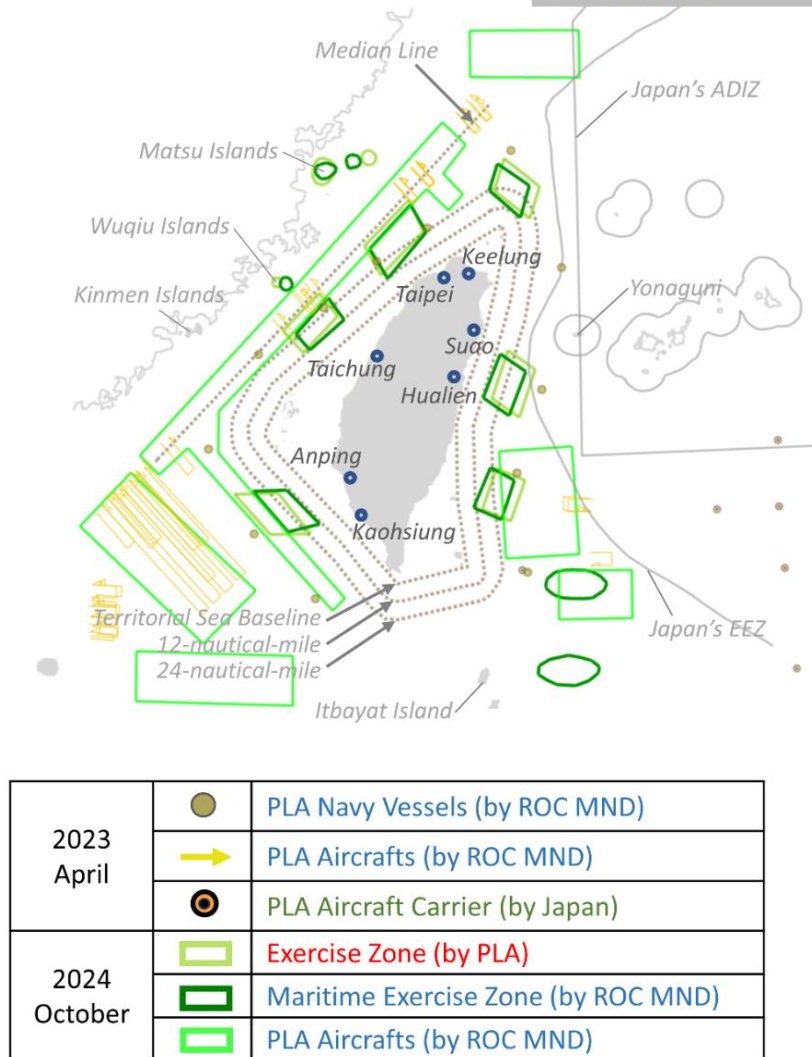 Median Line
Japan's ADIZ
Matsu Islands
Wuqiu Islands
Keelung
Kinmen Islands
Taipei
Yonaguni
Suao
Taichung
Hualien
Anping
Kaohsiung
Territorial Sea Baseline
12-nautical-mile
Japan's EEZ
24-nautical-mile
Itbayat Island
2023
April
PLA Navy Vessels (by ROC MND)
PLA Aircrafts (by ROC MND)
PLA Aircraft Carrier (by Japan)
2024
October
Exercise Zone (by PLA)
Maritime Exercise Zone (by ROC MND)
PLA Aircrafts (by ROC MND)